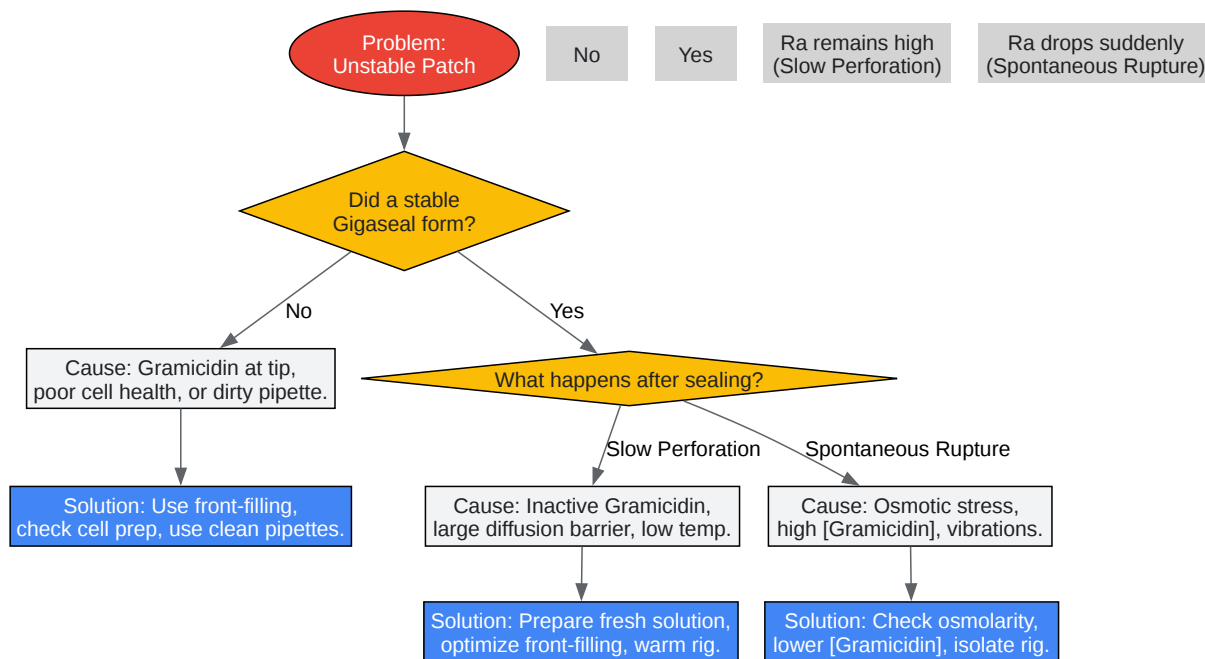 Problem:
Unstable Patch
No
Yes
Ra remains high
(Slow Perforation)
Ra drops suddenly
(Spontaneous Rupture)
Did a stable
Gigaseal form?
No
Yes
Cause: Gramicidin at tip,
poor cell health, or dirty pipette.
What happens after sealing?
Slow Perforation
Spontaneous Rupture
Solution: Use front-filling,
check cell prep, use clean pipettes.
Cause: Inactive Gramicidin,
large diffusion barrier, low temp.
Cause: Osmotic stress,
high [Gramicidin], vibrations.
Solution: Prepare fresh solution,
optimize front-filling, warm rig.
Solution: Check osmolarity,
lower [Gramicidin], isolate rig.